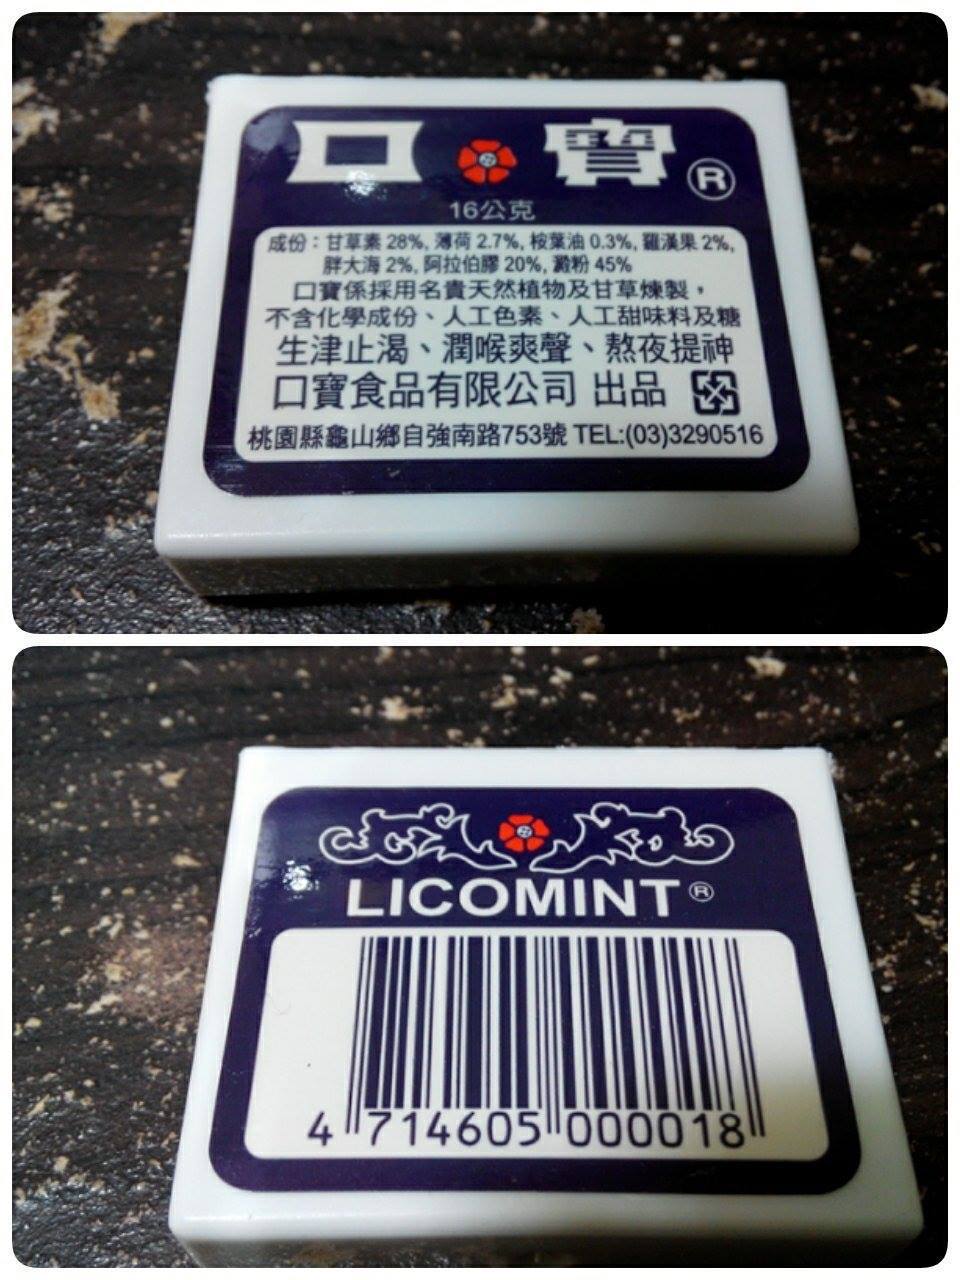 口寶®
16公克
成份：甘草素 28%, 薄荷 2.7%, 桉葉油 0.3%, 羅漢果 2%,
胖大海 2%, 阿拉伯膠 20%, 澱粉 45%
口寶係採用名貴天然植物及甘草煉製，
不含化學成份、人工色素、人工甜味料及糖
生津止渴、潤喉爽聲、熬夜提神
口寶食品有限公司 出品
桃園縣龜山鄉自強南路753號 TEL:(03)3290516
LICOMINT®
4 714605 000018